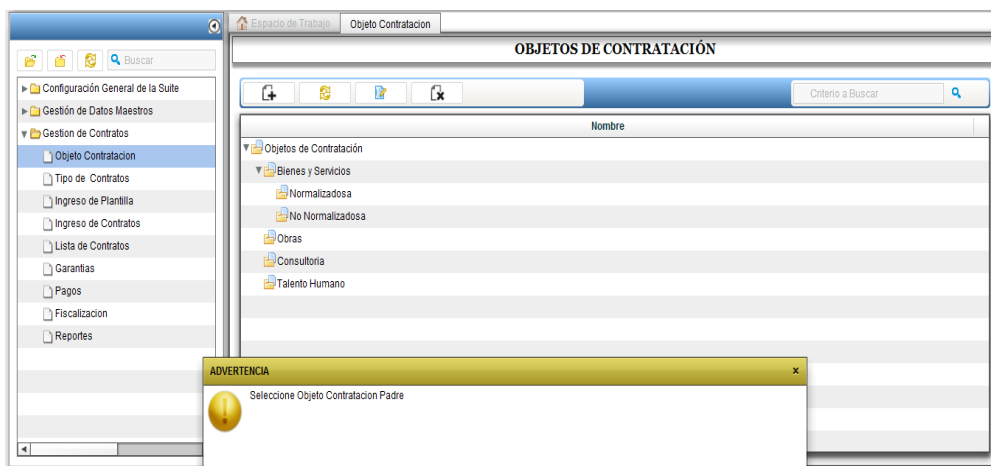 Espacio de Trabajo
Objeto Contratacion
OBJETOS DE CONTRATACIÓN
Buscar
Criterio a Buscar
Configuración General de la Suite
Gestión de Datos Maestros
Gestion de Contratos
Objeto Contratacion
Tipo de Contratos
Ingreso de Plantilla
Ingreso de Contratos
Lista de Contratos
Garantias
Pagos
Fiscalizacion
Reportes
Nombre
Objetos de Contratación
Bienes y Servicios
Normalizadosa
No Normalizadosa
Obras
Consultoria
Talento Humano
ADVERTENCIA
x
Seleccione Objeto Contratacion Padre